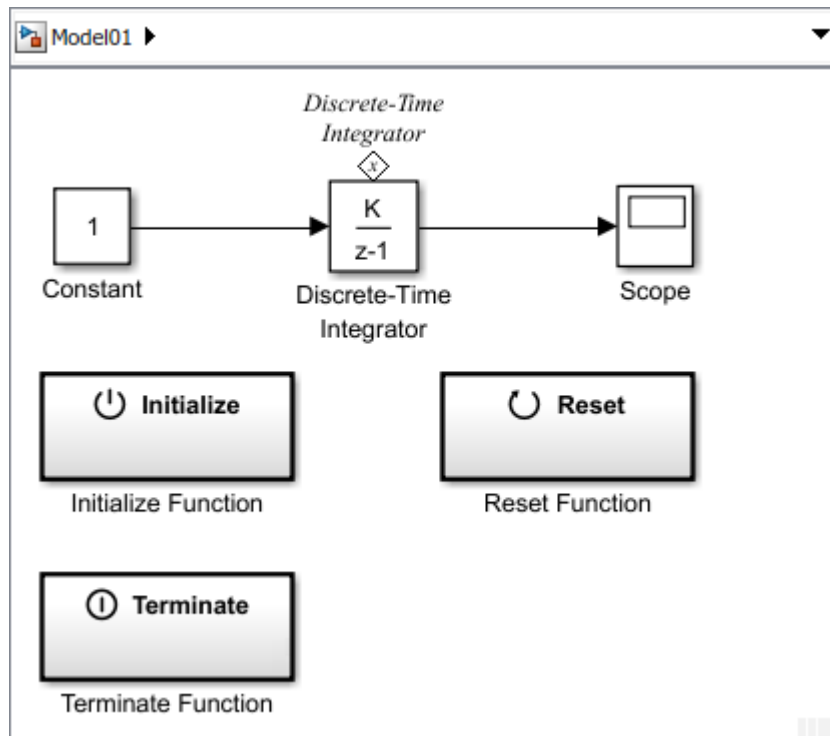 Model01
Discrete-Time
Integrator
x
1
K
z-1
Constant
Discrete-Time
Integrator
Scope
Initialize
Reset
Initialize Function
Reset Function
Terminate
Terminate Function